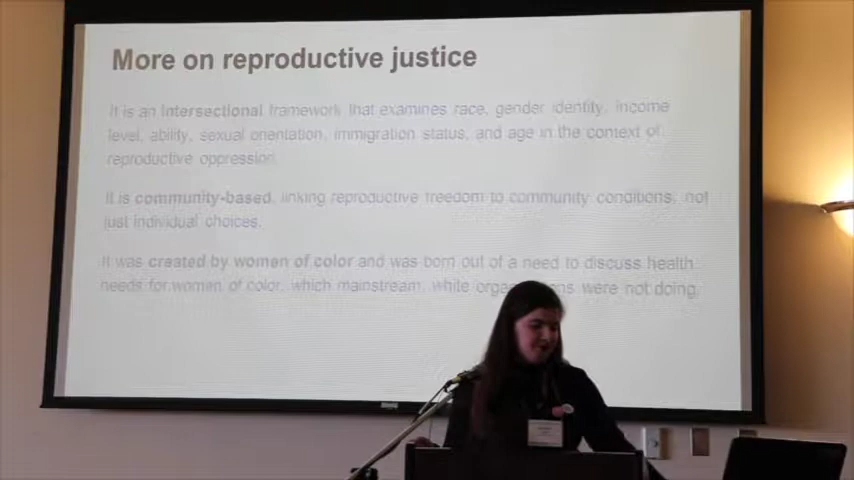 More on reproductive justice
It is an intersectional framework that examines race, gender identity, income
level, ability, sexual orientation, immigration status, and age in the context of
reproductive oppression.
It is community-based, linking reproductive freedom to community conditions, not
just individual choices.
It was created by women of color and was born out of a need to discuss health
needs for women of color, which mainstream, white ns were not doing.